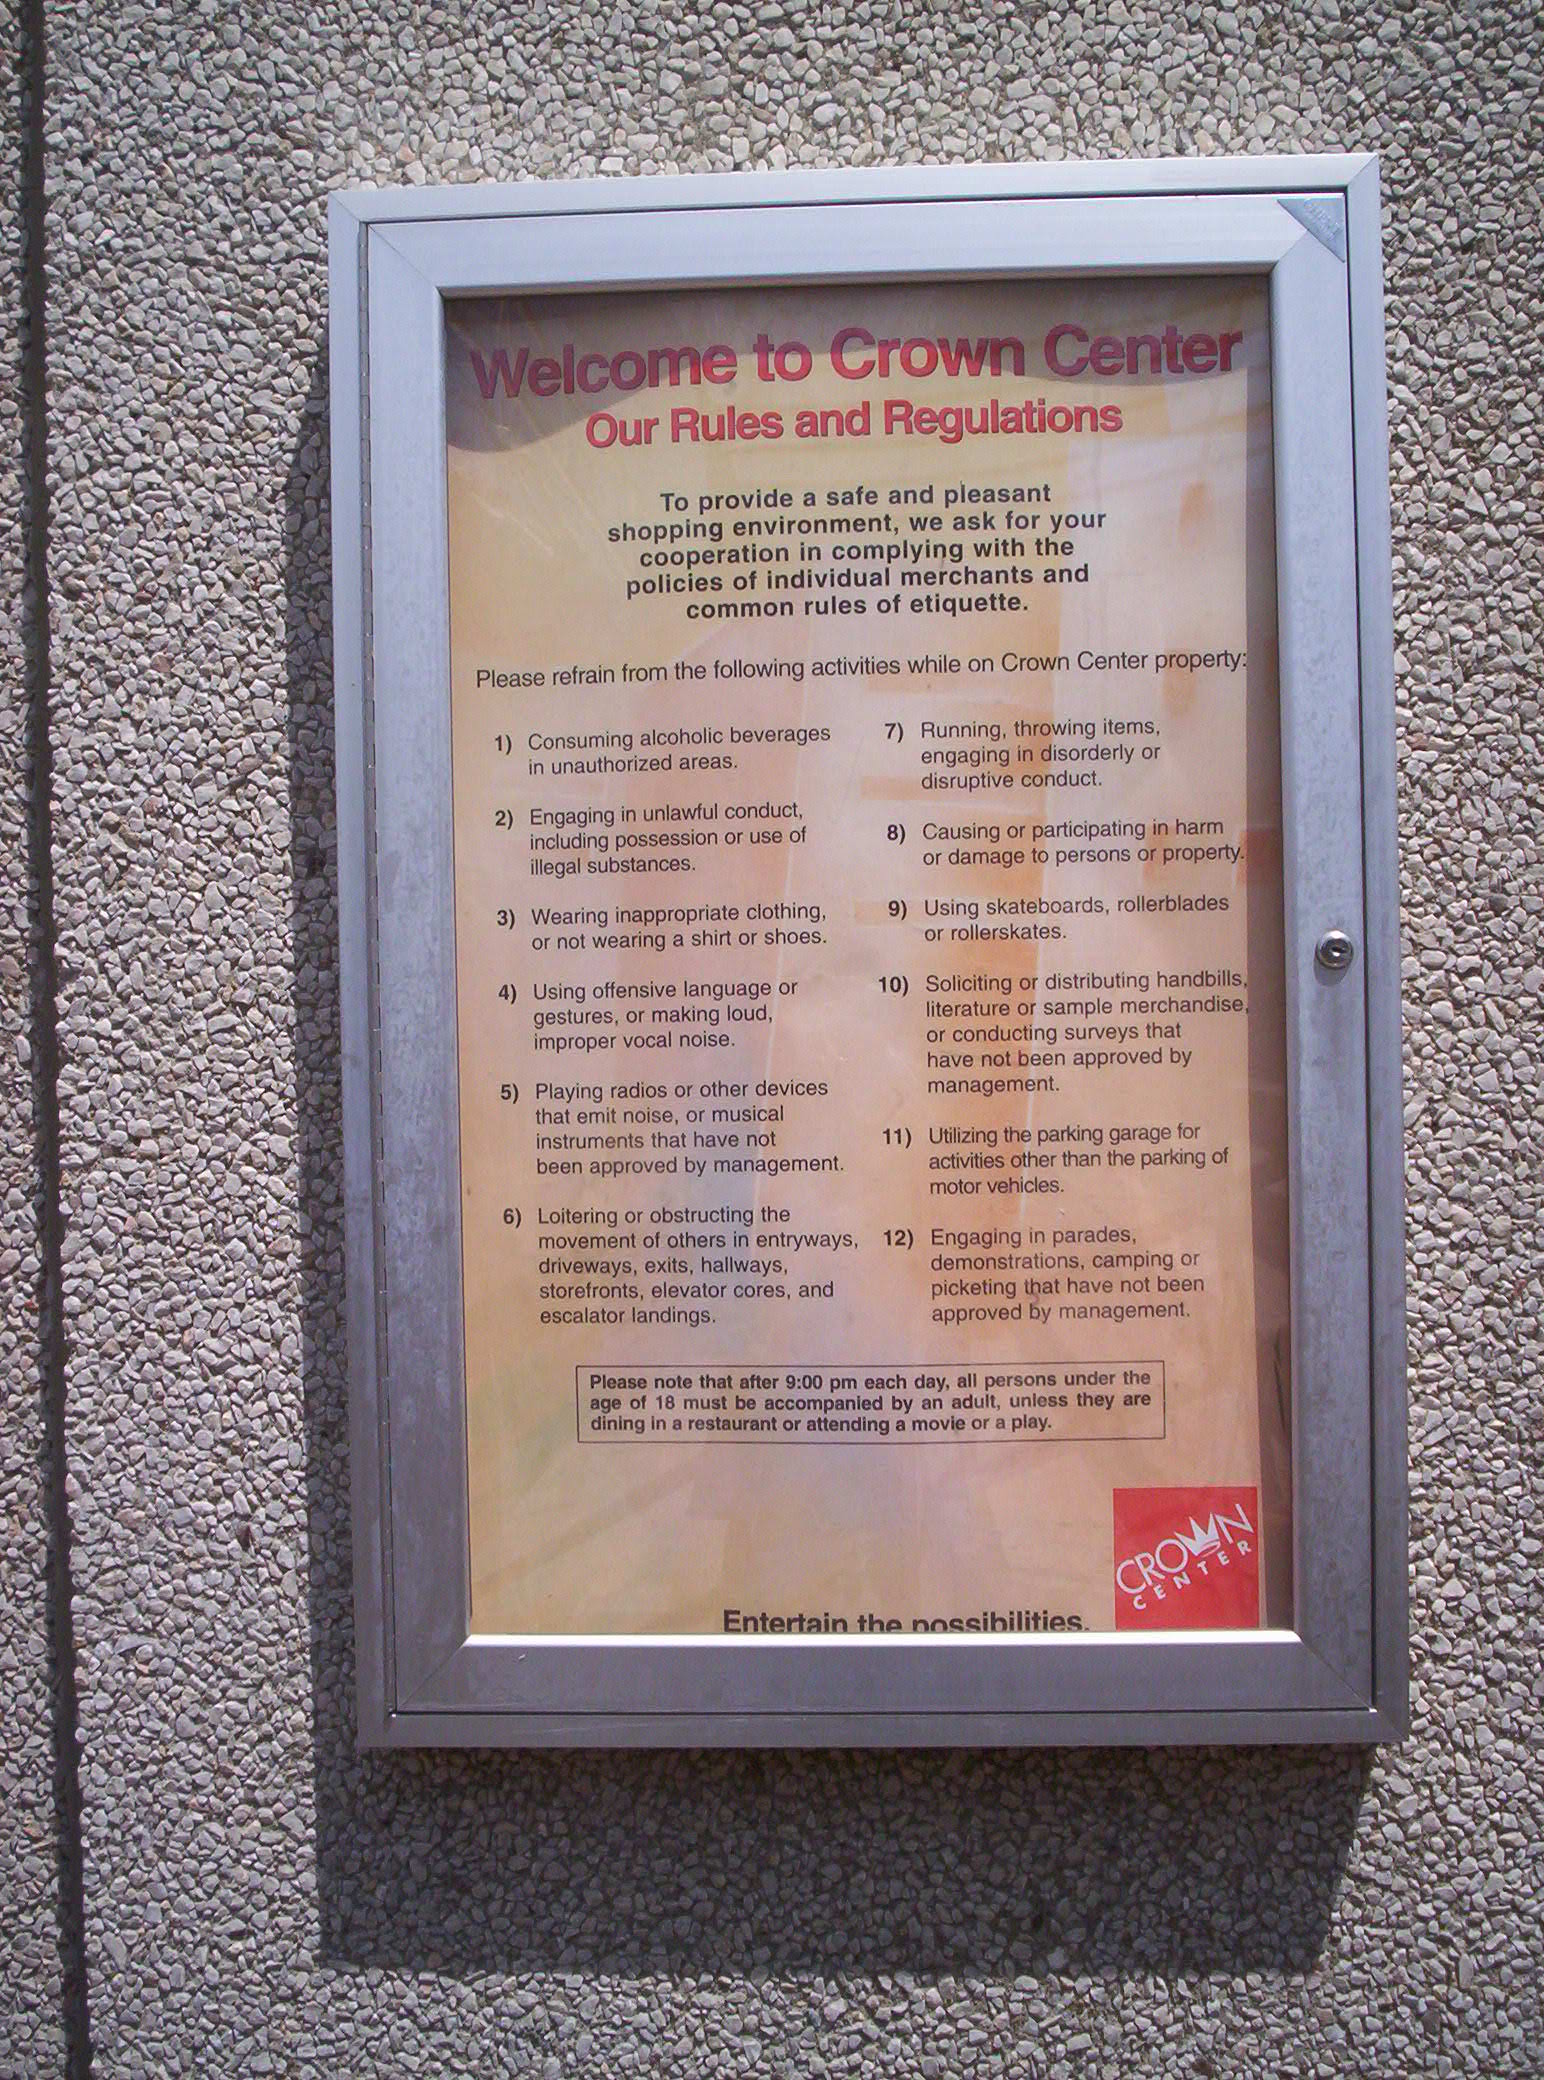 Welcome to Crown Center
Our Rules and Regulations
To provide a safe and pleasant
shopping environment, we ask for your
cooperation in complying with the
policies of individual merchants and
common rules of etiquette.
Please refrain from the following activities while on Crown Center property:
1) Consuming alcoholic beverages
in unauthorized areas.
2) Engaging in unlawful conduct,
including possession or use of
illegal substances.
3) Wearing inappropriate clothing,
or not wearing a shirt or shoes.
4) Using offensive language or
gestures, or making loud,
improper vocal noise.
5) Playing radios or other devices
that emit noise, or musical
instruments that have not
been approved by management.
6) Loitering or obstructing the
movement of others in entryways,
driveways, exits, hallways,
storefronts, elevator cores, and
escalator landings.
7) Running, throwing items,
engaging in disorderly or
disruptive conduct.
8) Causing or participating in harm
or damage to persons or property.
9) Using skateboards, rollerblades
or rollerskates.
10) Soliciting or distributing handbills,
literature or sample merchandise,
or conducting surveys that
have not been approved by
management.
11) Utilizing the parking garage for
activities other than the parking of
motor vehicles.
12) Engaging in parades,
demonstrations, camping or
picketing that have not been
approved by management.
Please note that after 9:00 pm each day, all persons under the
age of 18 must be accompanied by an adult, unless they are
dining in a restaurant or attending a movie or a play.
CROWN
CENTER
Entertain the possibilities.